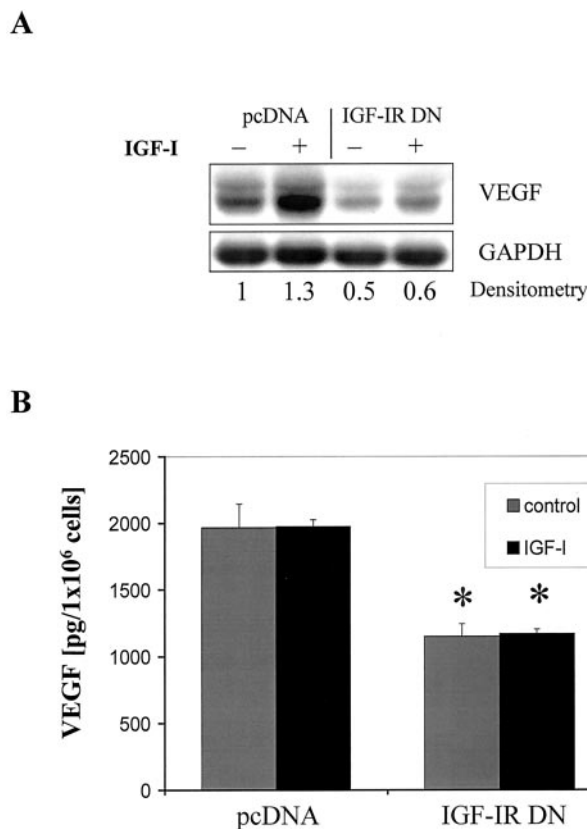 A
pcDNA IGF-IR DN
IGF-I – + – +
VEGF
GAPDH
1 1.3 0.5 0.6 Densitometry
B
VEGF [pg/1x10⁶ cells]
2500
2000
1500
1000
500
0
control
IGF-I
* *
pcDNA IGF-IR DN